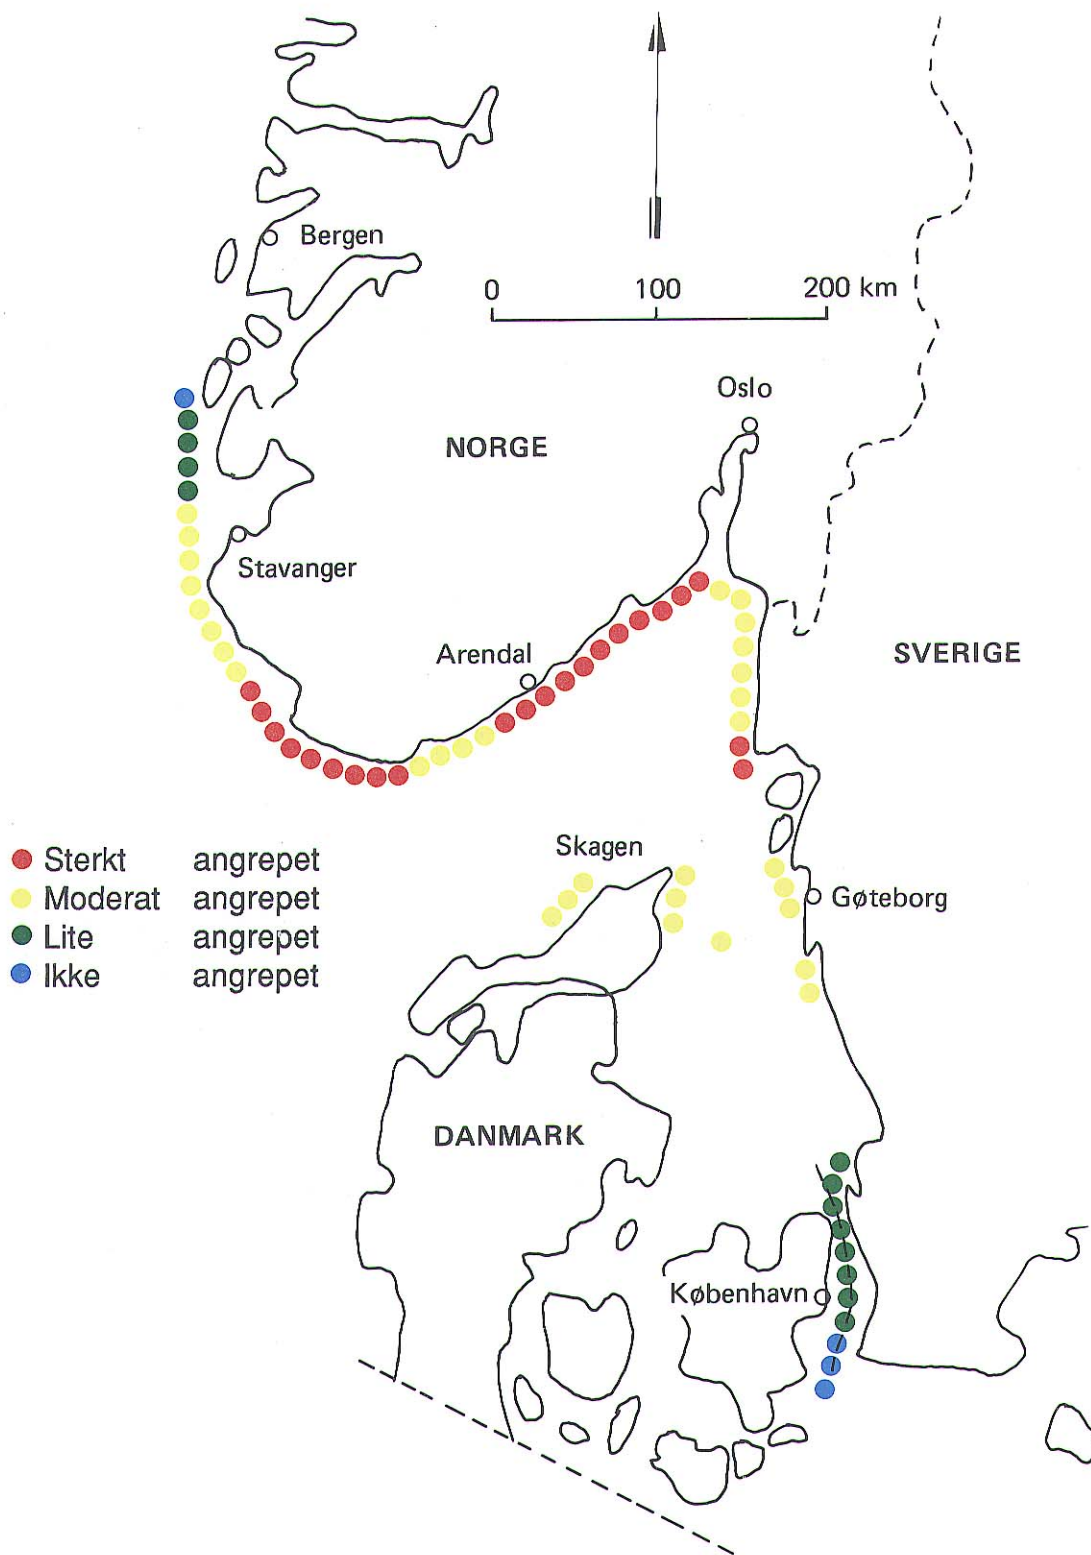 Bergen
0 100 200 km
Oslo
NORGE
Stavanger
Arendal
SVERIGE
Skagen
Sterkt angrepet
Moderat angrepet
Gøteborg
Lite angrepet
Ikke angrepet
DANMARK
København